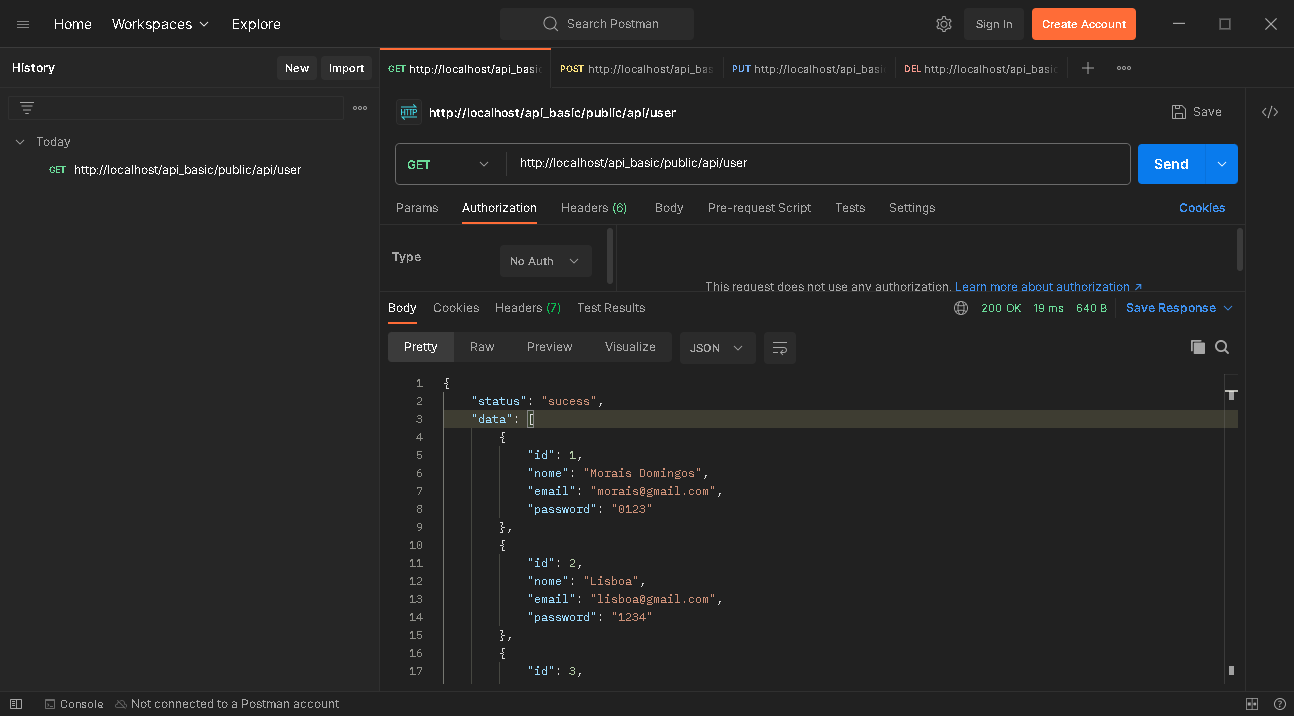 Home Workspaces Explore Search Postman Sign In Create Account
History New Import
GET http://localhost/api_basic POST http://localhost/api_bas PUT http://localhost/api_basi DEL http://localhost/api_basic
HTTP http://localhost/api_basic/public/api/user Save </>
Today
GET http://localhost/api_basic/public/api/user
GET http://localhost/api_basic/public/api/user Send
Params Authorization Headers (6) Body Pre-request Script Tests Settings Cookies
Type No Auth
This request does not use any authorization. Learn more about authorization ↗
Body Cookies Headers (7) Test Results 200 OK 19 ms 640 B Save Response
Pretty Raw Preview Visualize JSON
1 {
2 "status": "sucess",
3 "data": [
4 {
5 "id": 1,
6 "nome": "Morais Domingos",
7 "email": "morais@gmail.com",
8 "password": "0123"
9 },
10 {
11 "id": 2,
12 "nome": "Lisboa",
13 "email": "lisboa@gmail.com",
14 "password": "1234"
15 },
16 {
17 "id": 3,
Console Not connected to a Postman account